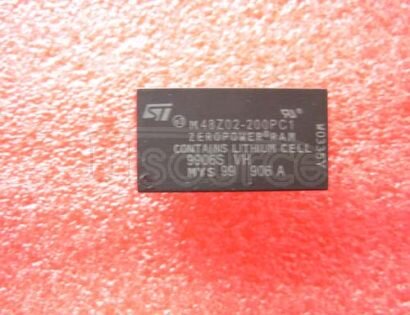 ST M48Z02-200PC1
ZEROPOWER® RAM
CONTAINS LITHIUM CELL
9906S VH
MYS 99 906 A